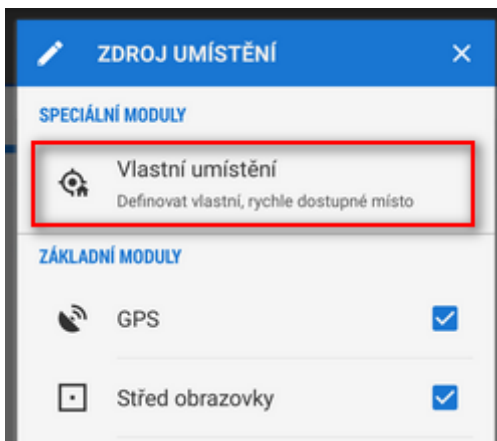 ZDROJ UMÍSTĚNÍ
SPECIÁLNÍ MODULY
Vlastní umístění
Definovat vlastní, rychle dostupné místo
ZÁKLADNÍ MODULY
GPS
Střed obrazovky